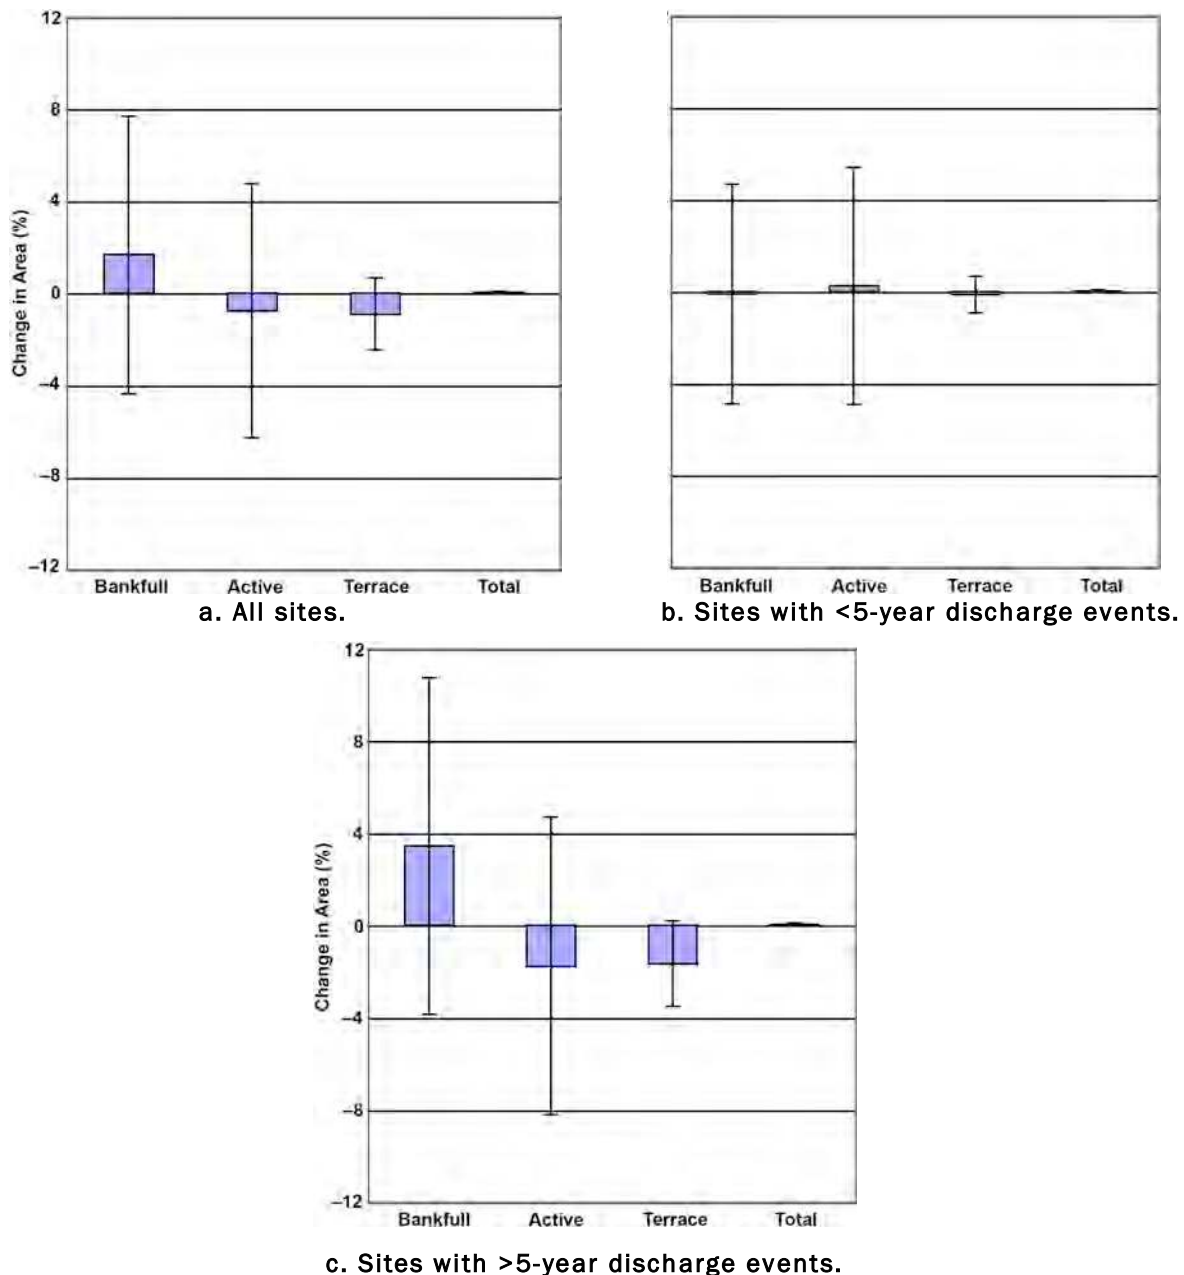 12
8
4
0
−4
−8
−12
Change in Area (%)
Bankfull Active Terrace Total
a. All sites.
Bankfull Active Terrace Total
b. Sites with <5-year discharge events.
12
8
4
0
−4
−8
−12
Change in Area (%)
Bankfull Active Terrace Total
c. Sites with >5-year discharge events.